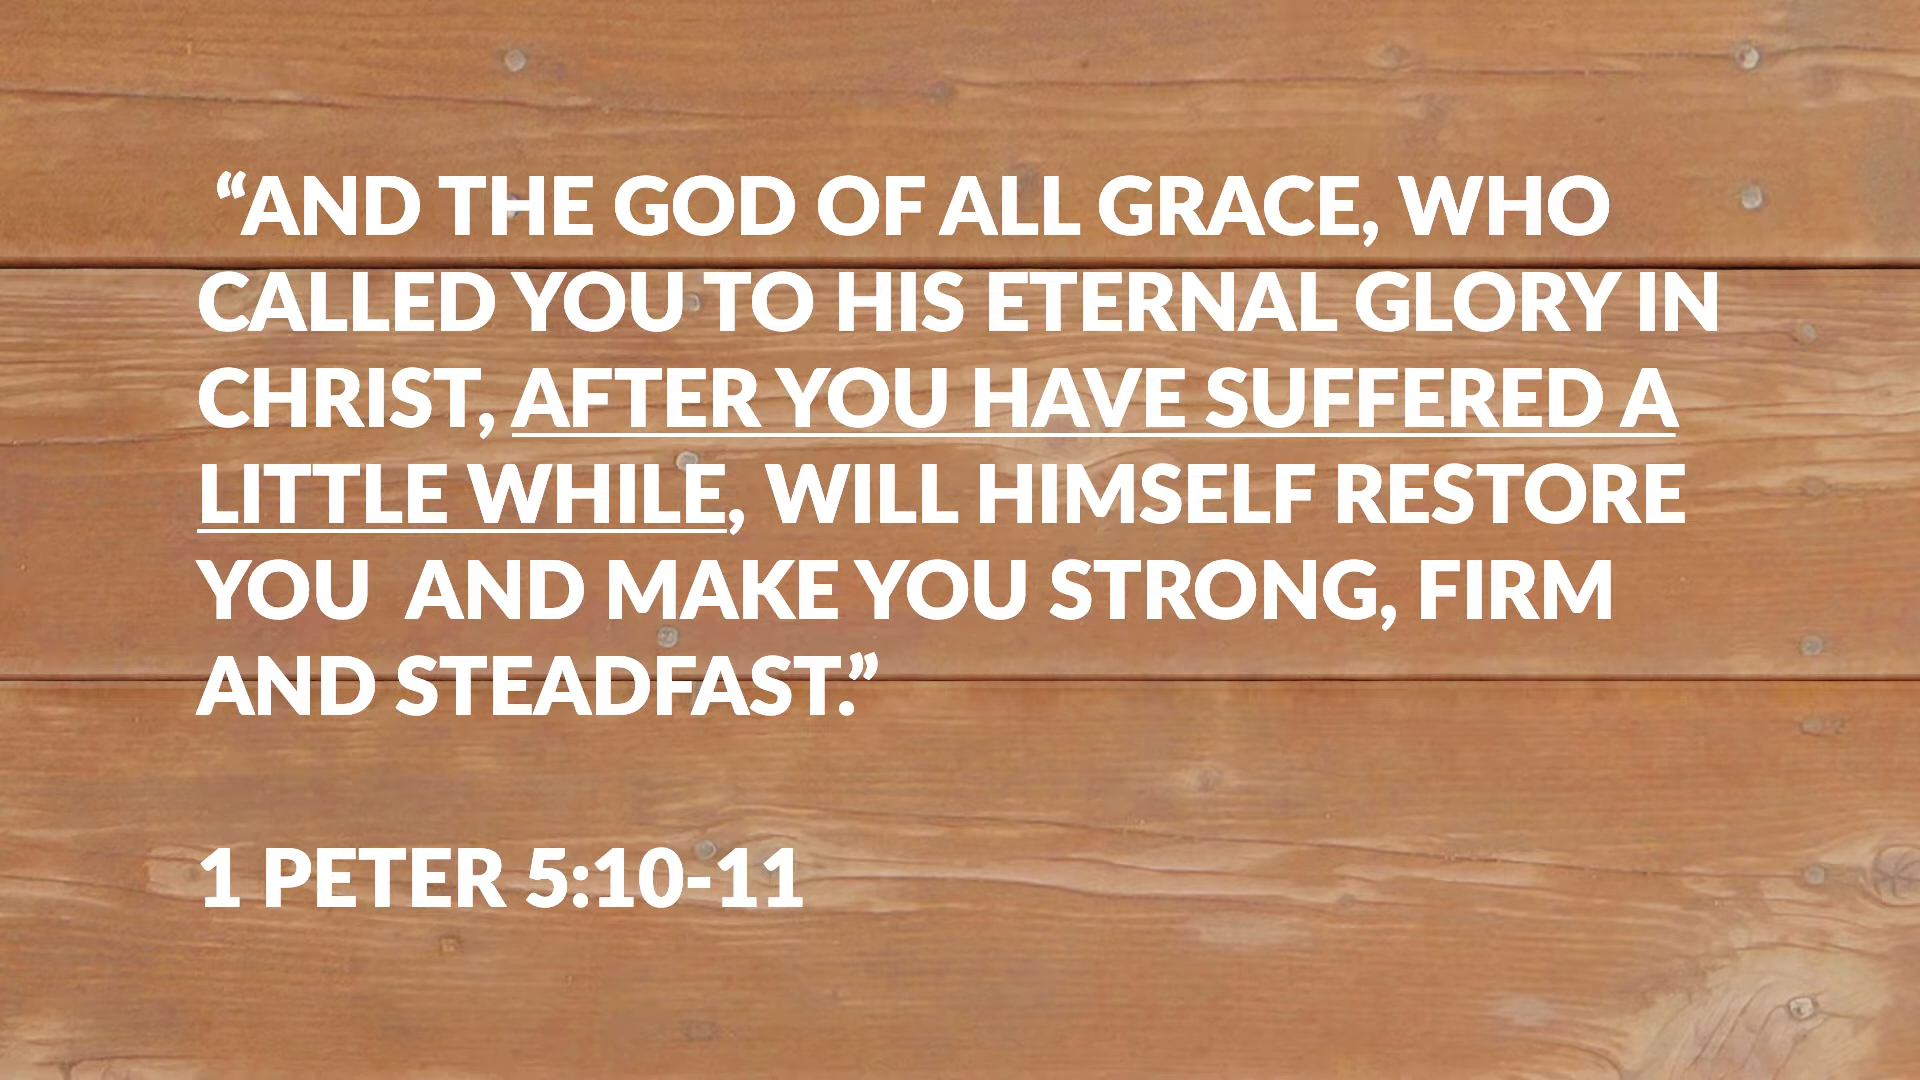 “AND THE GOD OF ALL GRACE, WHO
CALLED YOU TO HIS ETERNAL GLORY IN
CHRIST, AFTER YOU HAVE SUFFERED A
LITTLE WHILE, WILL HIMSELF RESTORE
YOU  AND MAKE YOU STRONG, FIRM
AND STEADFAST.”
1 PETER 5:10-11